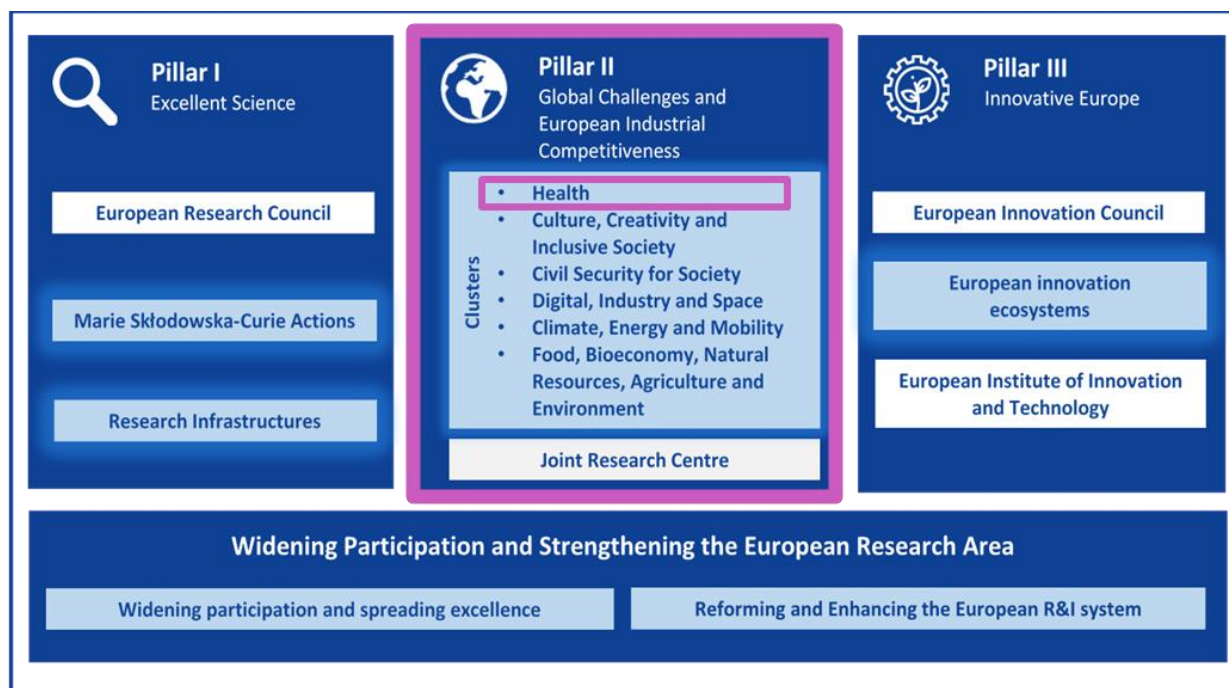 Pillar I
Excellent Science
European Research Council
Marie Skłodowska-Curie Actions
Research Infrastructures
Pillar II
Global Challenges and
European Industrial
Competitiveness
Clusters
• Health
• Culture, Creativity and
Inclusive Society
• Civil Security for Society
• Digital, Industry and Space
• Climate, Energy and Mobility
• Food, Bioeconomy, Natural
Resources, Agriculture and
Environment
Joint Research Centre
Pillar III
Innovative Europe
European Innovation Council
European innovation
ecosystems
European Institute of Innovation
and Technology
Widening Participation and Strengthening the European Research Area
Widening participation and spreading excellence
Reforming and Enhancing the European R&I system